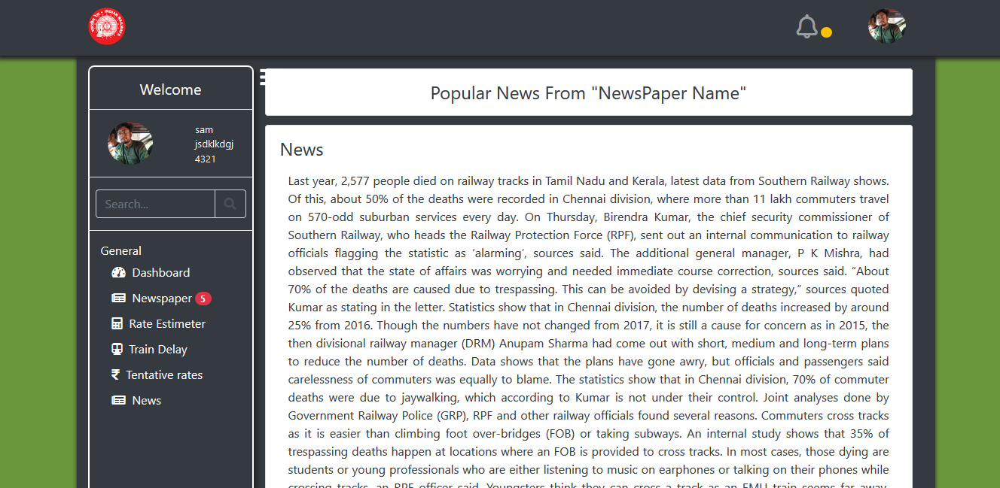 INDIAN RAILWAYS
Welcome
sam
jsdklkdgj
4321
Search...
General
Dashboard
Newspaper 5
Rate Estimeter
Train Delay
₹ Tentative rates
News
Popular News From "NewsPaper Name"
News
Last year, 2,577 people died on railway tracks in Tamil Nadu and Kerala, latest data from Southern Railway shows.
Of this, about 50% of the deaths were recorded in Chennai division, where more than 11 lakh commuters travel
on 570-odd suburban services every day. On Thursday, Birendra Kumar, the chief security commissioner of
Southern Railway, who heads the Railway Protection Force (RPF), sent out an internal communication to railway
officials flagging the statistic as ‘alarming’, sources said. The additional general manager, P K Mishra, had
observed that the state of affairs was worrying and needed immediate course correction, sources said. “About
70% of the deaths are caused due to trespassing. This can be avoided by devising a strategy,” sources quoted
Kumar as stating in the letter. Statistics show that in Chennai division, the number of deaths increased by around
25% from 2016. Though the numbers have not changed from 2017, it is still a cause for concern as in 2015, the
then divisional railway manager (DRM) Anupam Sharma had come out with short, medium and long-term plans
to reduce the number of deaths. Data shows that the plans have gone awry, but officials and passengers said
carelessness of commuters was equally to blame. The statistics show that in Chennai division, 70% of commuter
deaths were due to jaywalking, which according to Kumar is not under their control. Joint analyses done by
Government Railway Police (GRP), RPF and other railway officials found several reasons. Commuters cross tracks
as it is easier than climbing foot over-bridges (FOB) or taking subways. An internal study shows that 35% of
trespassing deaths happen at locations where an FOB is provided to cross tracks. In most cases, those dying are
students or young professionals who are either listening to music on earphones or talking on their phones while
crossing tracks, an RPF officer said. Youngsters think they can cross a track as an EMU train seems far away.